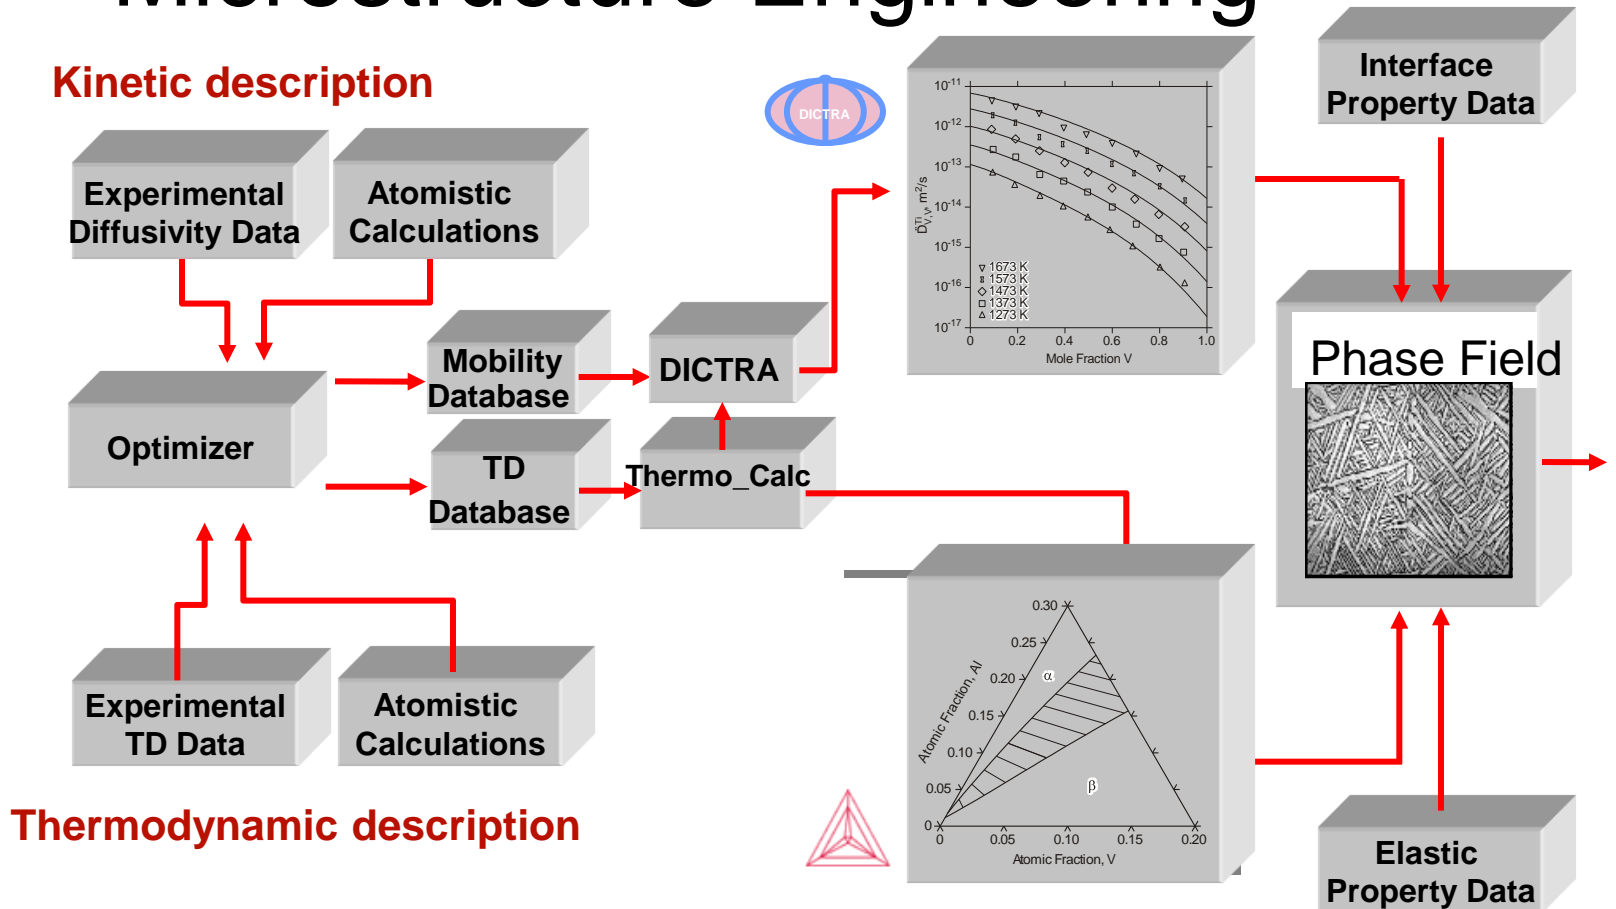 Microstructure Engineering
Kinetic description
Experimental
Diffusivity Data
Atomistic
Calculations
DICTRA
10-11
10-12
10-13
10-14
10-15
10-16
10-17
D̃TiV,V, m2/s
1673 K
1573 K
1473 K
1373 K
1273 K
0
0.2
0.4
0.6
0.8
1.0
Mole Fraction V
Interface
Property Data
Optimizer
Mobility
Database
DICTRA
TD
Database
Thermo_Calc
Phase Field
Experimental
TD Data
Atomistic
Calculations
Thermodynamic description
0.30
0.25
0.20
0.15
0.10
0.05
0
Atomic Fraction, Al
α
β
0
0.05
0.10
0.15
0.20
Atomic Fraction, V
Elastic
Property Data